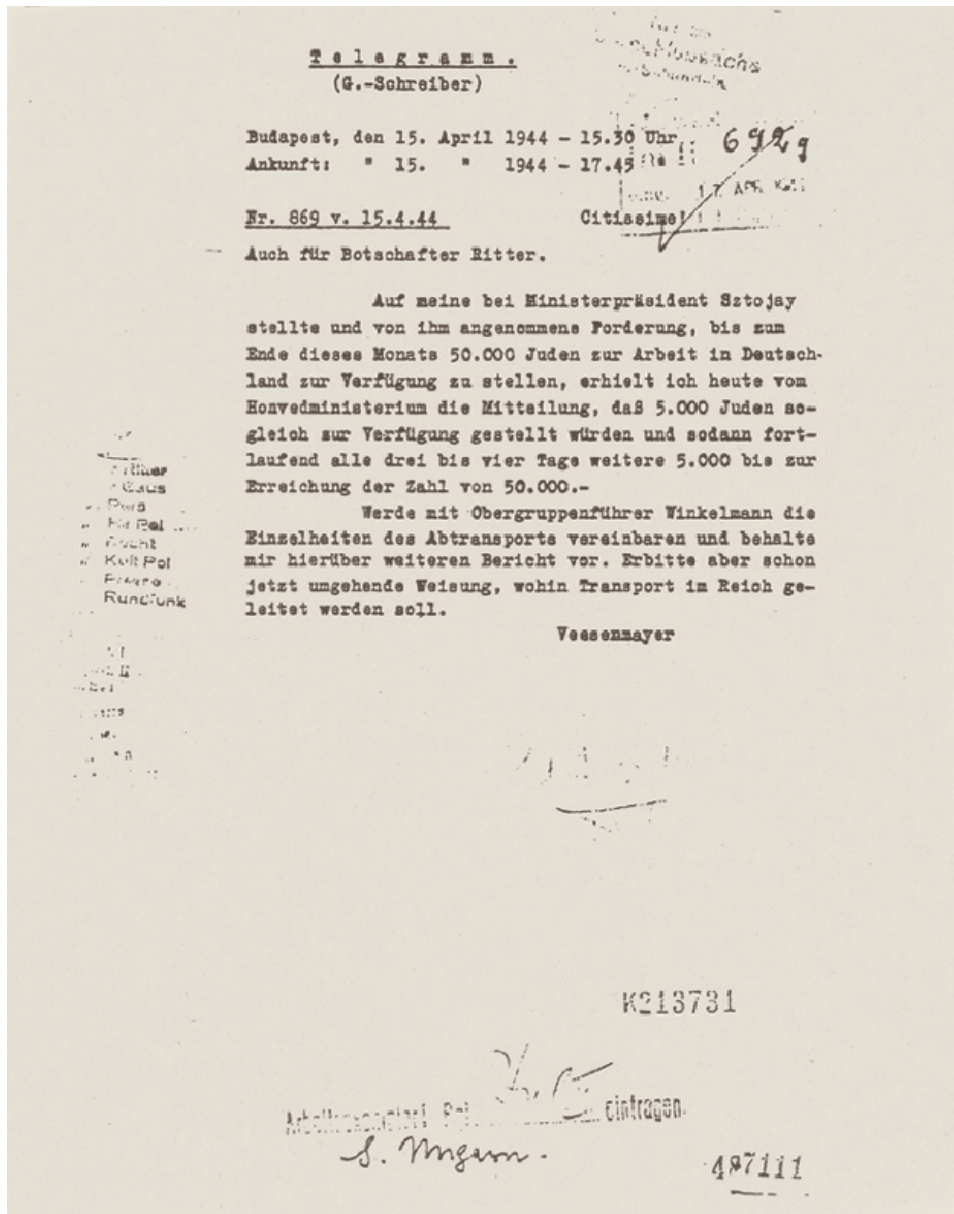 Telegramm.
(G.-Schreiber)
Budapest, den 15. April 1944 - 15.30 Uhr
Ankunft: " 15. " 1944 - 17.45 "
Nr. 869 v. 15.4.44 Citissime!
Auch für Botschafter Ritter.
Auf meine bei Ministerpräsident Sztojay
stellte und von ihm angenommene Forderung, bis zum
Ende dieses Monats 50.000 Juden zur Arbeit in Deutsch-
land zur Verfügung zu stellen, erhielt ich heute vom
Honvedministerium die Mitteilung, daß 5.000 Juden so-
gleich zur Verfügung gestellt würden und sodann fort-
laufend alle drei bis vier Tage weitere 5.000 bis zur
Erreichung der Zahl von 50.000.-
Werde mit Obergruppenführer Winkelmann die
Einzelheiten des Abtransports vereinbaren und behalte
mir hierüber weiteren Bericht vor. Erbitte aber schon
jetzt umgehende Weisung, wohin Transport im Reich ge-
leitet werden soll.
Veesenmayer
17. APR.
Gaus
Pers
Ha Pol
Recht
Kult Pol
Presse
Rundfunk
K213731
eintragen.
S. Ungarn.
487111